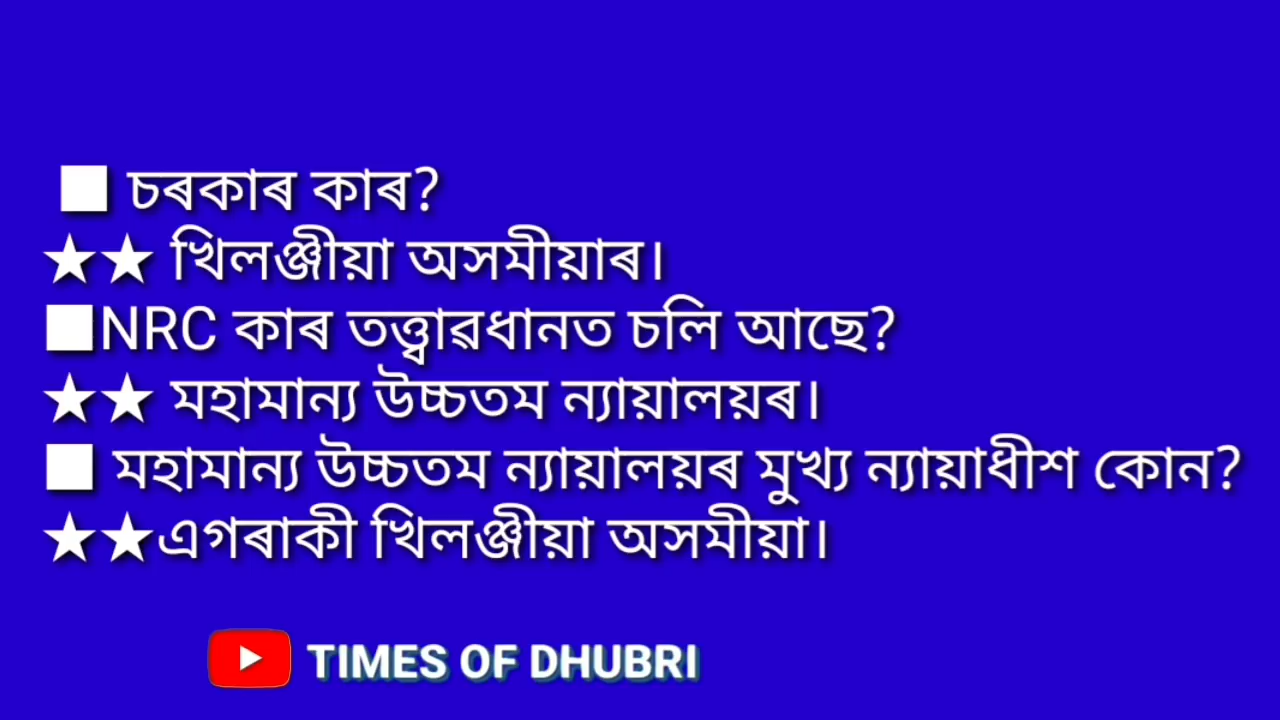 ■ চৰকাৰ কাৰ?
★★ খিলঞ্জীয়া অসমীয়াৰ।
■NRC কাৰ তত্ত্বাৱধানত চলি আছে?
★★ মহামান্য উচ্চতম ন্যায়ালয়ৰ।
■ মহামান্য উচ্চতম ন্যায়ালয়ৰ মুখ্য ন্যায়াধীশ কোন?
★★এগৰাকী খিলঞ্জীয়া অসমীয়া।
TIMES OF DHUBRI